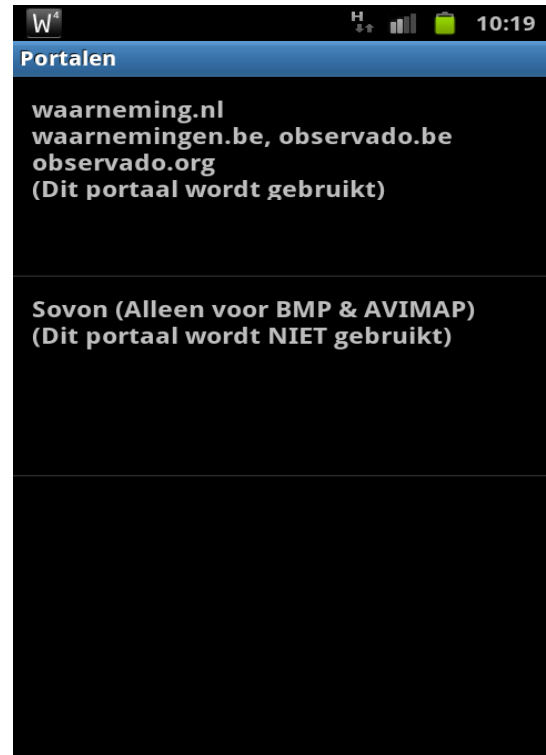 W4
H
10:19
Portalen
waarneming.nl
waarnemingen.be, observado.be
observado.org
(Dit portaal wordt gebruikt)
Sovon (Alleen voor BMP & AVIMAP)
(Dit portaal wordt NIET gebruikt)